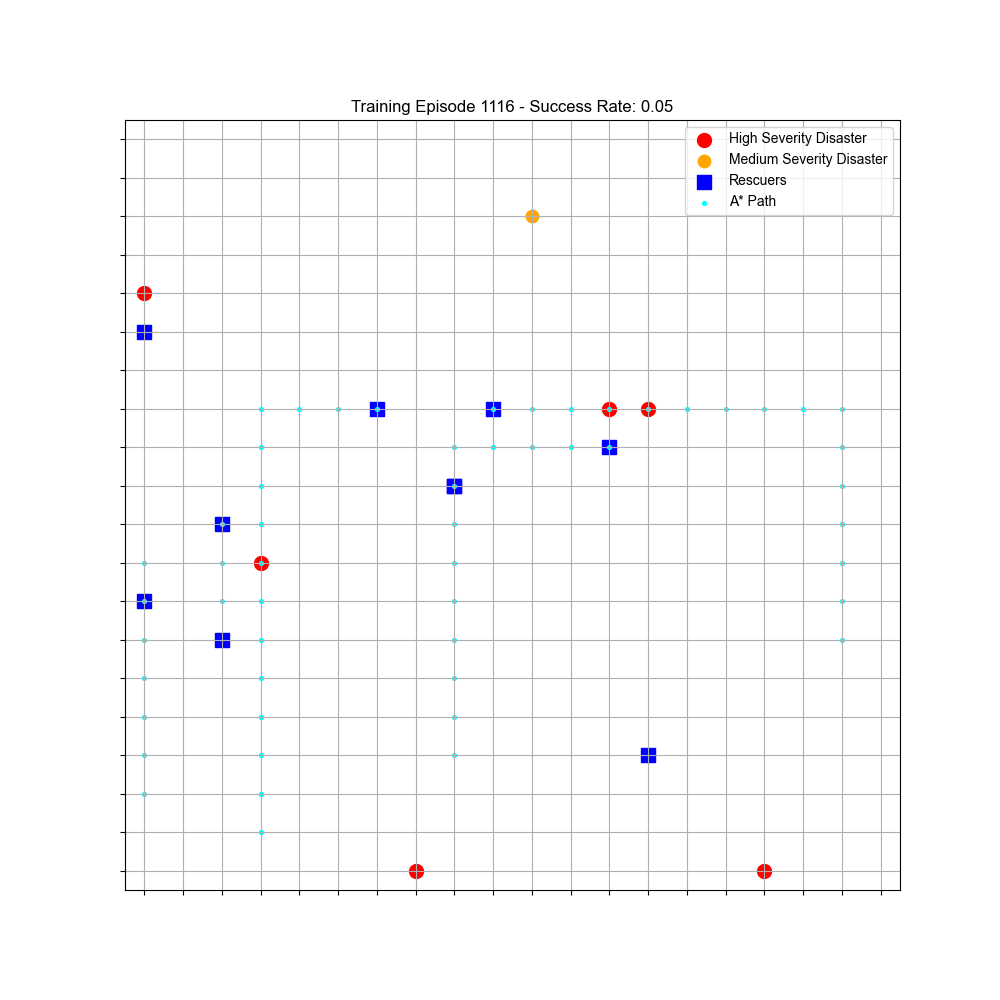 Training Episode 1116 - Success Rate: 0.05
High Severity Disaster
Medium Severity Disaster
Rescuers
A* Path